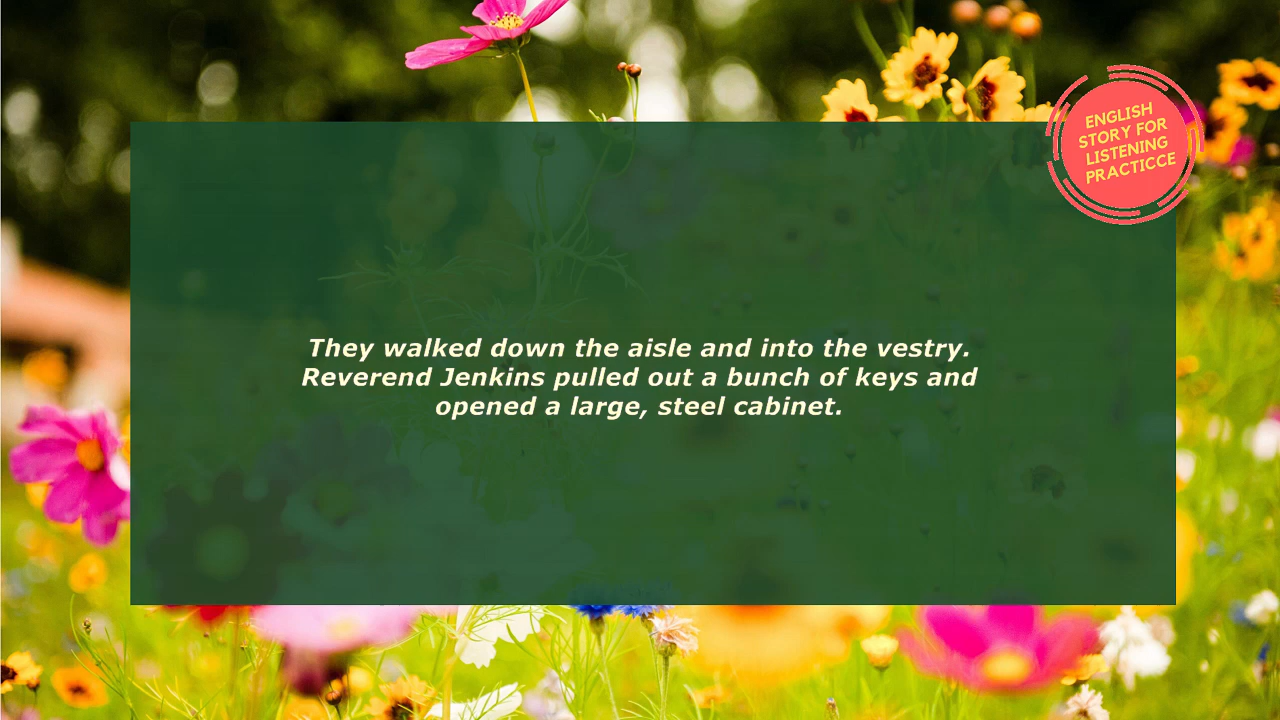 ENGLISH
STORY FOR
LISTENING
PRACTICCE
They walked down the aisle and into the vestry.
Reverend Jenkins pulled out a bunch of keys and
opened a large, steel cabinet.